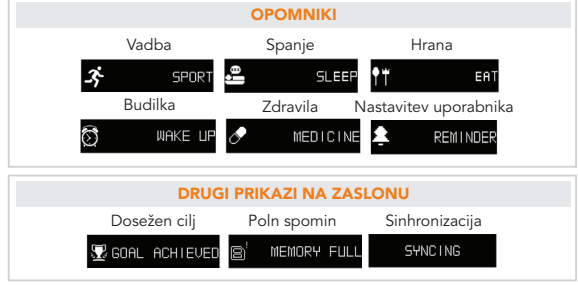 OPOMNIKI
Vadba Spanje Hrana
SPORT SLEEP EAT
Budilka Zdravila Nastavitev uporabnika
WAKE UP MEDICINE REMINDER
DRUGI PRIKAZI NA ZASLONU
Dosežen cilj Poln spomin Sinhronizacija
GOAL ACHIEVED MEMORY FULL SYNCING